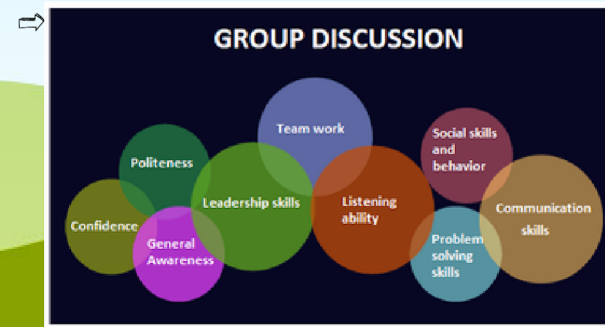 GROUP DISCUSSION
Team work
Politeness
Social skills
and
behavior
Leadership skills
Listening
ability
Communication
skills
Confidence
General
Awareness
Problem
solving
skills